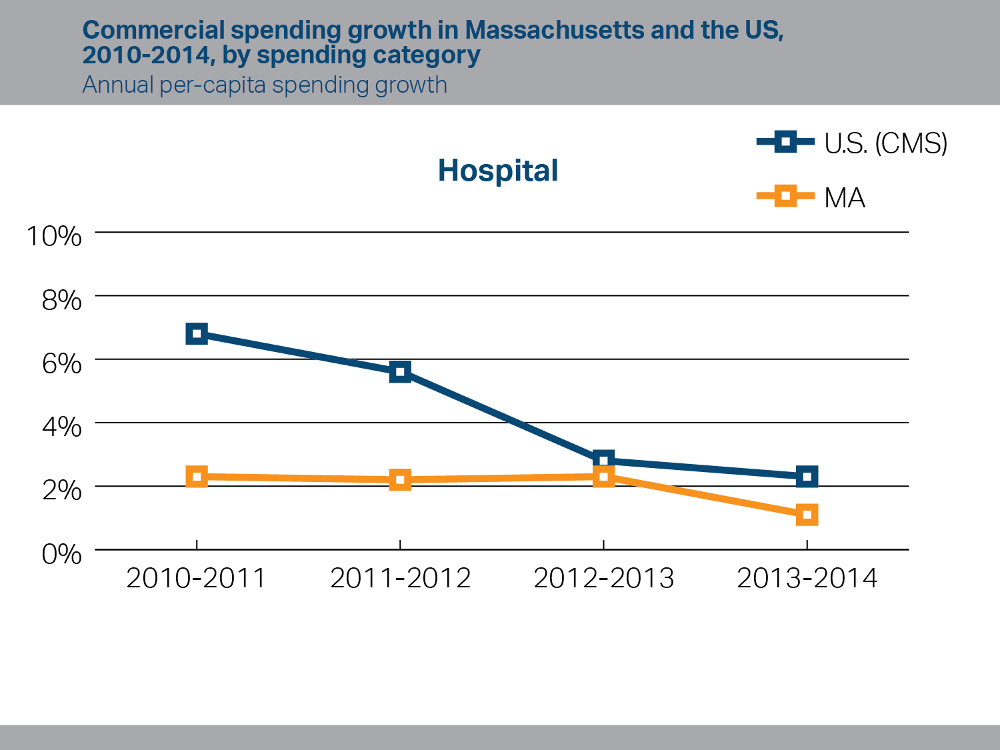 Commercial spending growth in Massachusetts and the US,
2010-2014, by spending category
Annual per-capita spending growth
U.S. (CMS)
Hospital
MA
10%
8%
6%
4%
2%
0%
2010-2011
2011-2012
2012-2013
2013-2014